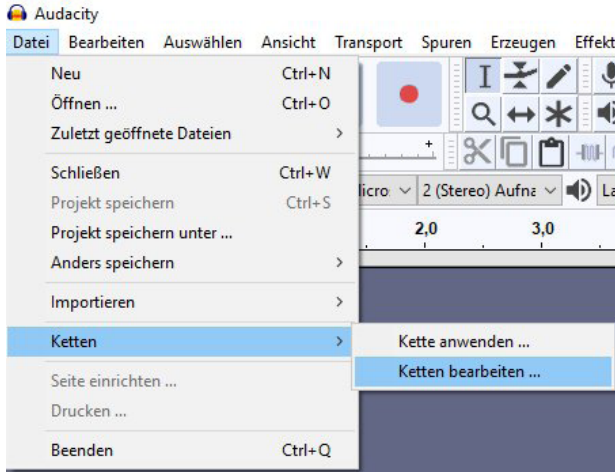 Audacity
Datei Bearbeiten Auswählen Ansicht Transport Spuren Erzeugen Effekt
Neu Ctrl+N
Öffnen ... Ctrl+O
Zuletzt geöffnete Dateien
Schließen Ctrl+W
Projekt speichern Ctrl+S
Projekt speichern unter ...
Anders speichern
Importieren
Ketten
Kette anwenden ...
Ketten bearbeiten ...
Seite einrichten ...
Drucken ...
Beenden Ctrl+Q
licro 2 (Stereo) Aufna La
2,0 3,0